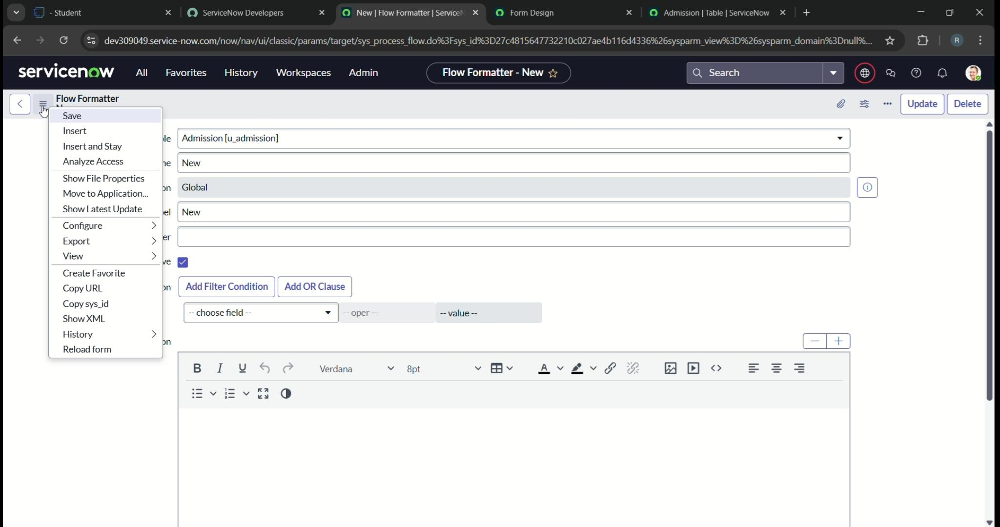 - Student
ServiceNow Developers
New | Flow Formatter | ServiceN
Form Design
Admission | Table | ServiceNow
dev309049.service-now.com/now/nav/ui/classic/params/target/sys_process_flow.do%3Fsys_id%3D27c4815647732210c027ae4b116d4336%26sysparm_view%3D%26sysparm_domain%3Dnull%...
R
servicenow
All
Favorites
History
Workspaces
Admin
Flow Formatter - New
Search
Flow Formatter
Update
Delete
Save
Insert
Insert and Stay
Analyze Access
Show File Properties
Move to Application...
Show Latest Update
Configure
Export
View
Create Favorite
Copy URL
Copy sys_id
Show XML
History
Reload form
le
Admission [u_admission]
ne
New
on
Global
el
New
er
ve
on
Add Filter Condition
Add OR Clause
-- choose field --
-- oper --
-- value --
on
B
I
U
Verdana
8pt
A